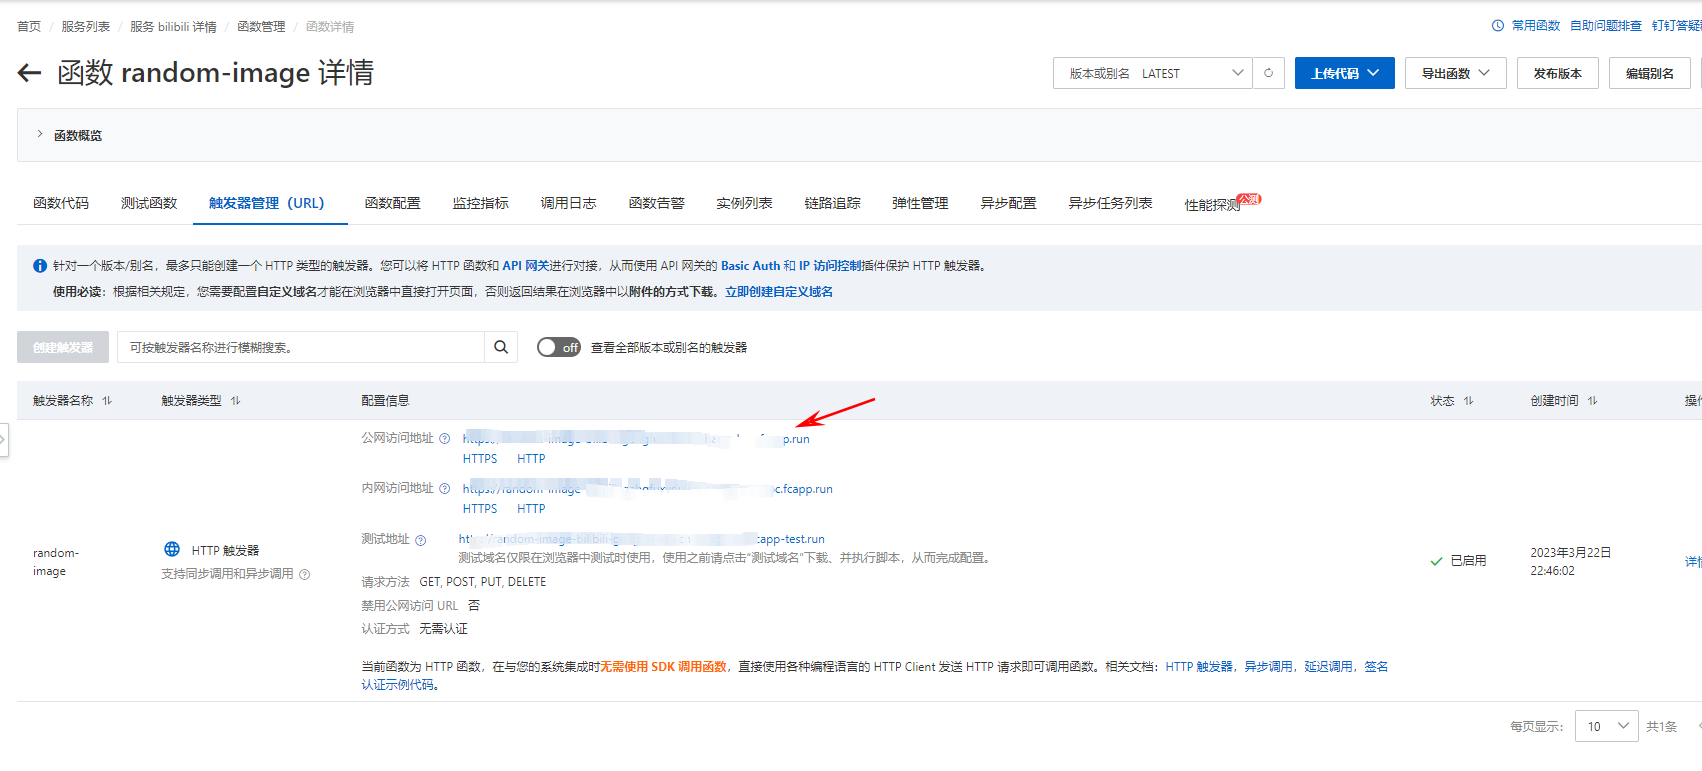 首页 / 服务列表 / 服务 bilibili 详情 / 函数管理 / 函数详情
常用函数 自助问题排查 钉钉答疑
函数 random-image 详情
版本或别名 LATEST
上传代码
导出函数
发布版本
编辑别名
函数概览
函数代码 测试函数 触发器管理（URL） 函数配置 监控指标 调用日志 函数告警 实例列表 链路追踪 弹性管理 异步配置 异步任务列表 性能探测 公测
针对一个版本/别名，最多只能创建一个 HTTP 类型的触发器。您可以将 HTTP 函数和 API 网关进行对接，从而使用 API 网关的 Basic Auth 和 IP 访问控制插件保护 HTTP 触发器。
使用必读：根据相关规定，您需要配置自定义域名才能在浏览器中直接打开页面，否则返回结果在浏览器中以附件的方式下载。立即创建自定义域名
创建触发器 可按触发器名称进行模糊搜索。 off 查看全部版本或别名的触发器
触发器名称 触发器类型 配置信息 状态 创建时间
公网访问地址 .run
HTTPS HTTP
内网访问地址 .fcapp.run
HTTPS HTTP
测试地址 -test.run
测试域名仅限在浏览器中测试时使用，使用之前请点击“测试域名”下载、并执行脚本，从而完成配置。
random-
image
HTTP 触发器
支持同步调用和异步调用
请求方法 GET, POST, PUT, DELETE
禁用公网访问 URL 否
认证方式 无需认证
已启用
2023年3月22日
22:46:02
当前函数为 HTTP 函数，在与您的系统集成时无需使用 SDK 调用函数，直接使用各种编程语言的 HTTP Client 发送 HTTP 请求即可调用函数。相关文档：HTTP 触发器，异步调用，延迟调用，签名
认证示例代码。
每页显示： 10 共1条